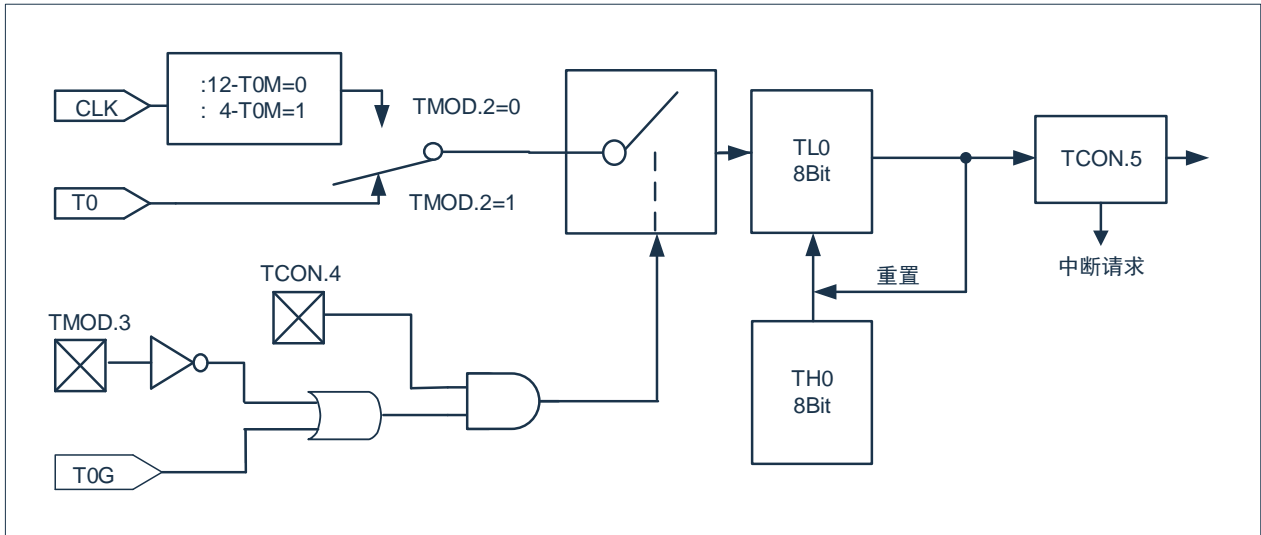 :12-T0M=0
: 4-T0M=1
CLK
TMOD.2=0
T0
TMOD.2=1
TL0
8Bit
TCON.5
中断请求
重置
TCON.4
TMOD.3
TH0
8Bit
T0G